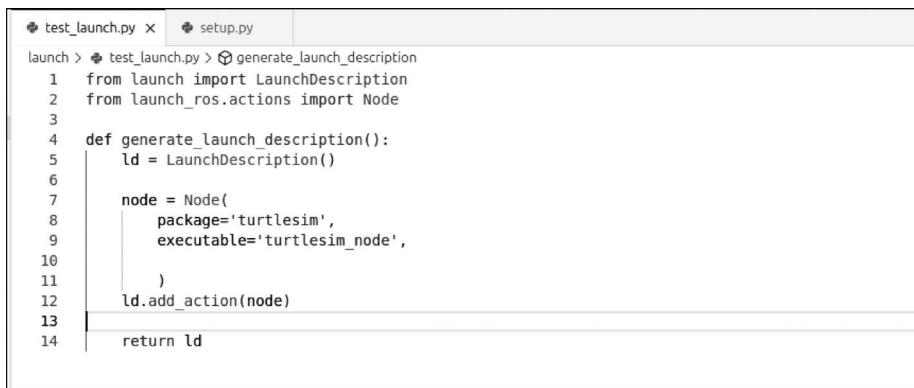 test_launch.py × setup.py
launch > test_launch.py > generate_launch_description
1 from launch import LaunchDescription
2 from launch_ros.actions import Node
3
4 def generate_launch_description():
5     ld = LaunchDescription()
6
7     node = Node(
8         package='turtlesim',
9         executable='turtlesim_node',
10
11         )
12     ld.add_action(node)
13
14     return ld